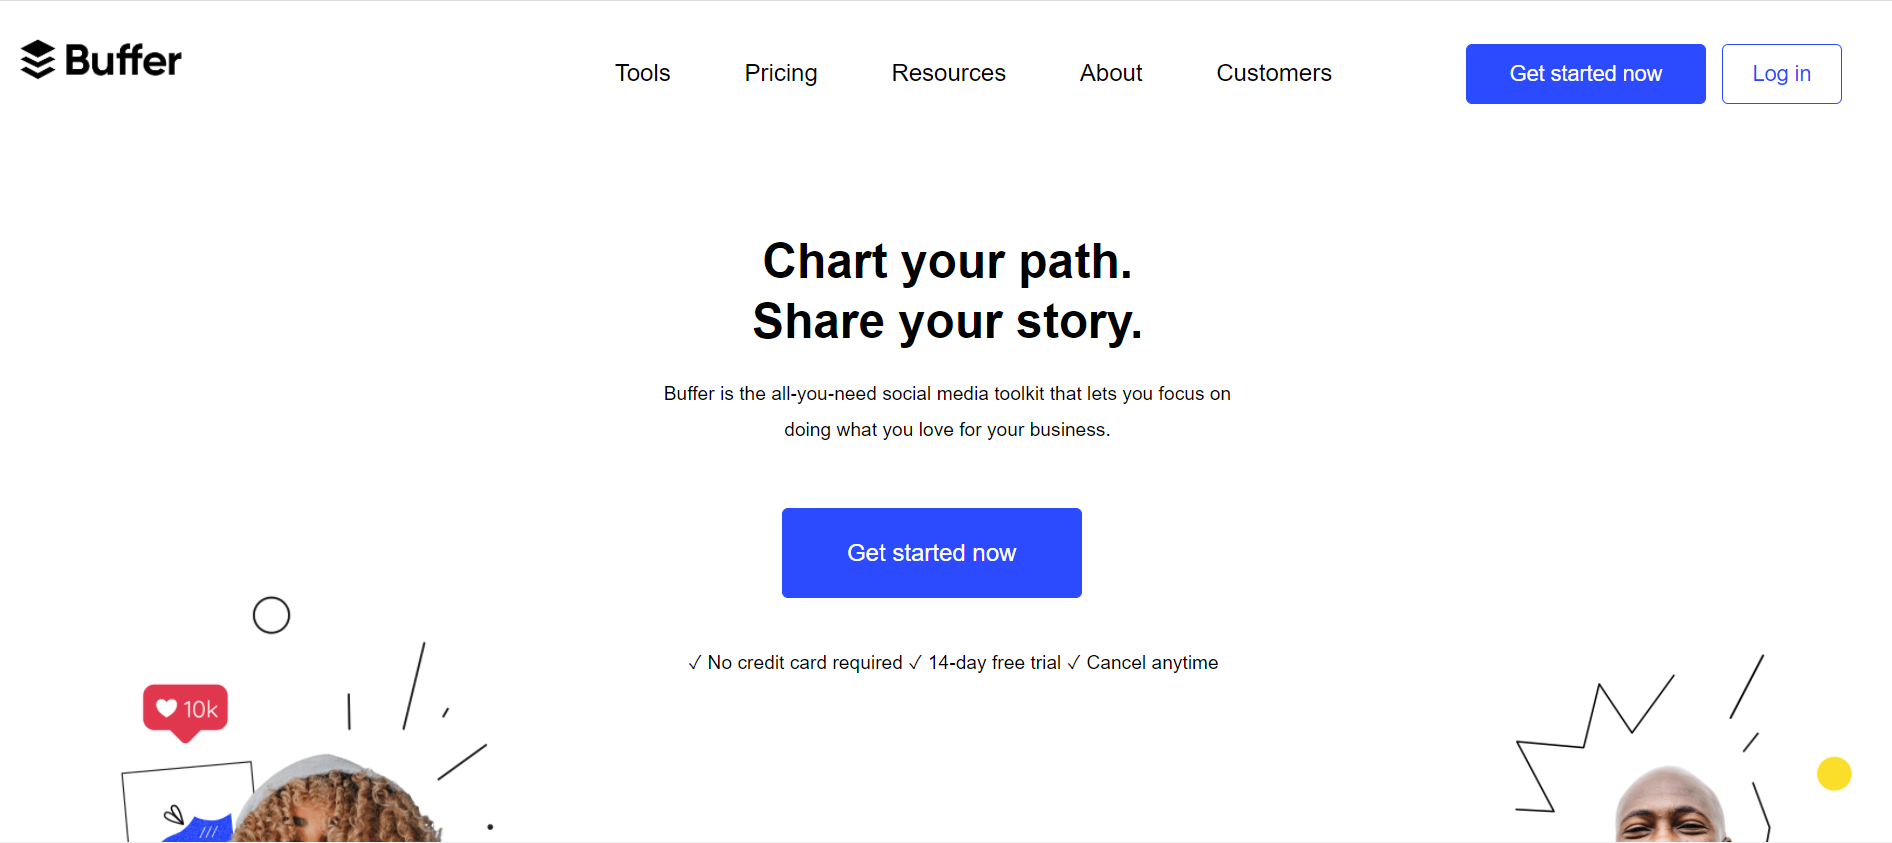 Buffer
Tools
Pricing
Resources
About
Customers
Get started now
Log in
Chart your path.
Share your story.
Buffer is the all-you-need social media toolkit that lets you focus on
doing what you love for your business.
Get started now
✓ No credit card required ✓ 14-day free trial ✓ Cancel anytime
10k